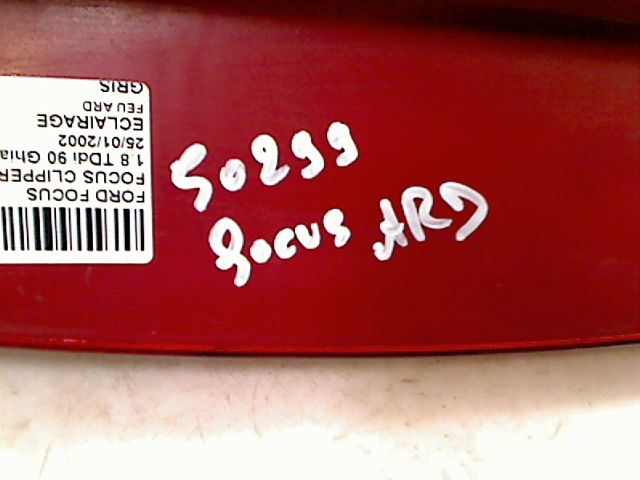 50299
focus ARD
FORD FOCUS
FOCUS CLIPPER
1.8 TDdi 90 Ghia
25/01/2002
ECLAIRAGE
FEU ARD
GRIS